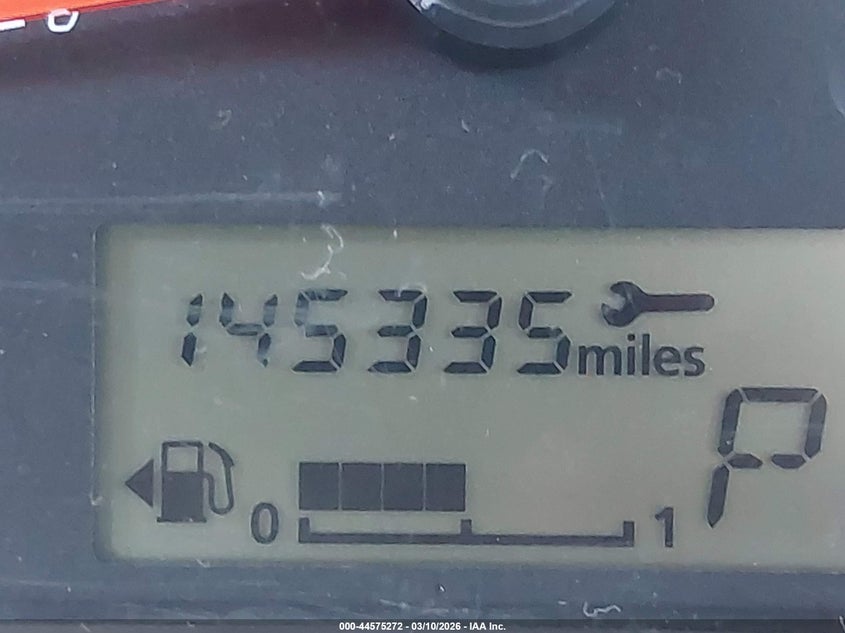 145335 miles
P
0 1
000-44575272 - 03/10/2026 - IAA Inc.